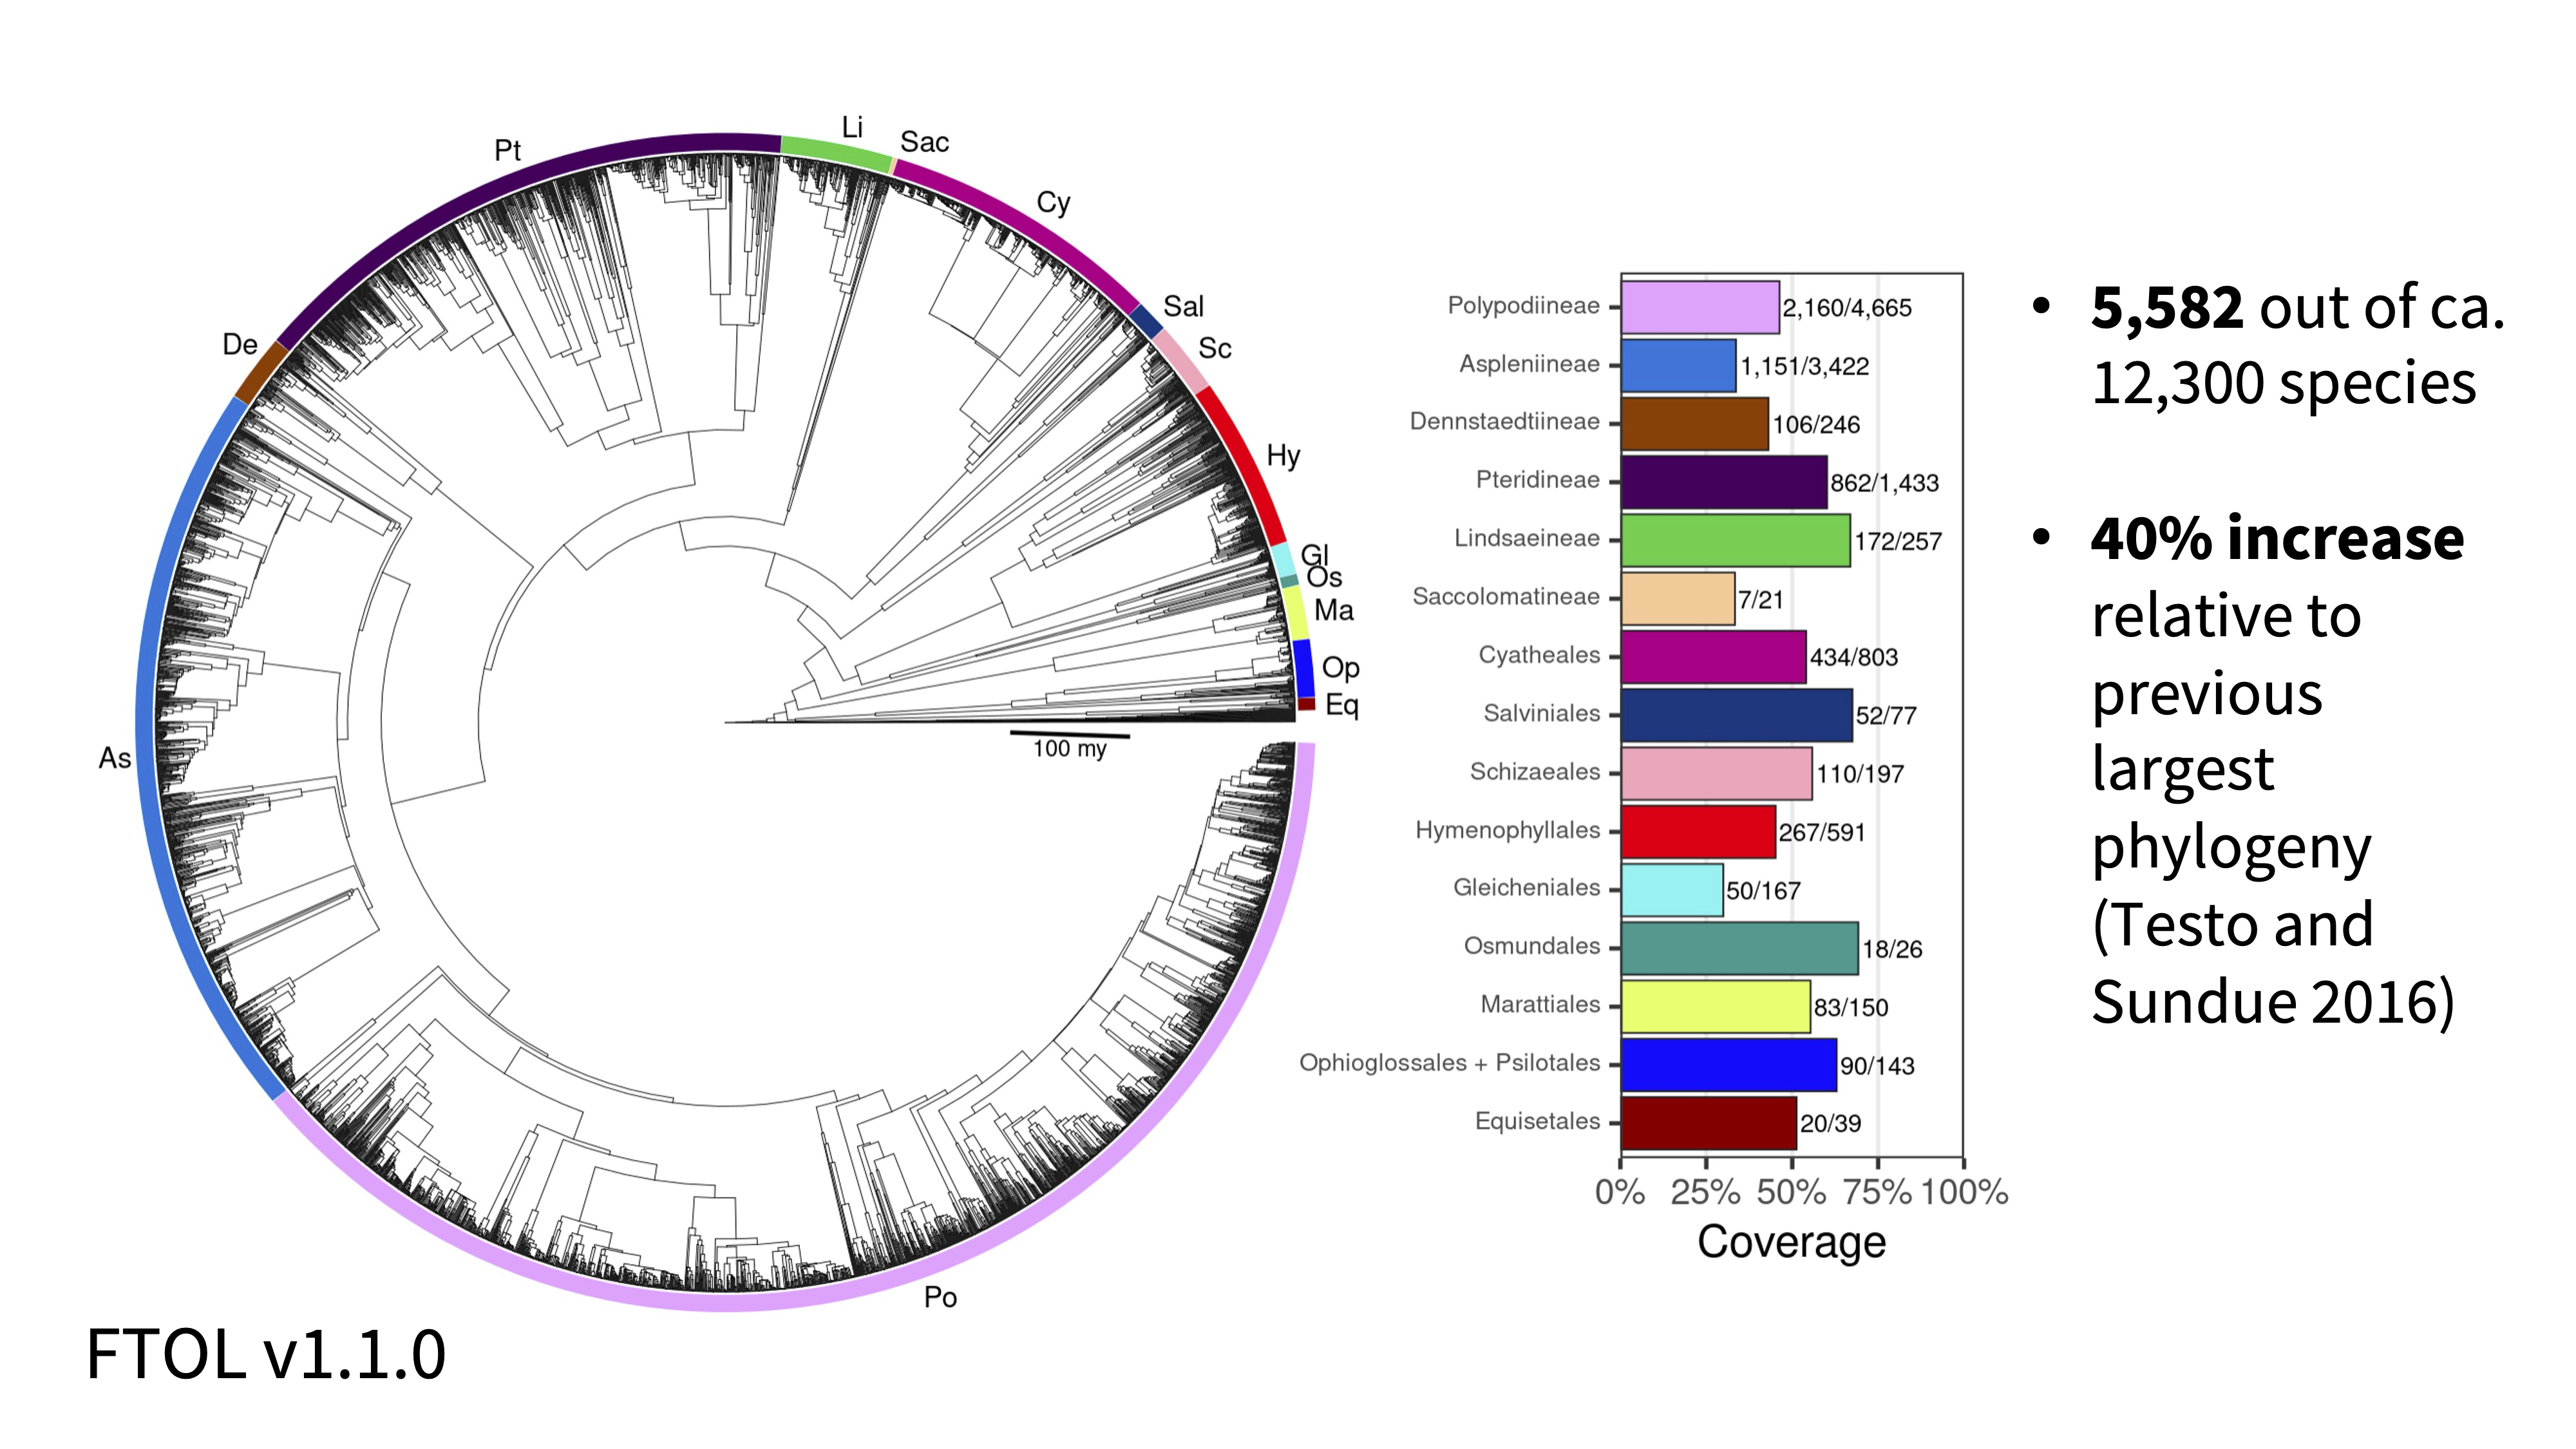 Pt
Li
Sac
Cy
Sal
Sc
De
Hy
Gl
Os
Ma
Op
Eq
100 my
As
Po
FTOL v1.1.0
Polypodiineae 2,160/4,665
Aspleniineae 1,151/3,422
Dennstaedtiineae 106/246
Pteridineae 862/1,433
Lindsaeineae 172/257
Saccolomatineae 7/21
Cyatheales 434/803
Salviniales 52/77
Schizaeales 110/197
Hymenophyllales 267/591
Gleicheniales 50/167
Osmundales 18/26
Marattiales 83/150
Ophioglossales + Psilotales 90/143
Equisetales 20/39
0% 25% 50% 75% 100%
Coverage
• 5,582 out of ca.
12,300 species
• 40% increase
relative to
previous
largest
phylogeny
(Testo and
Sundue 2016)